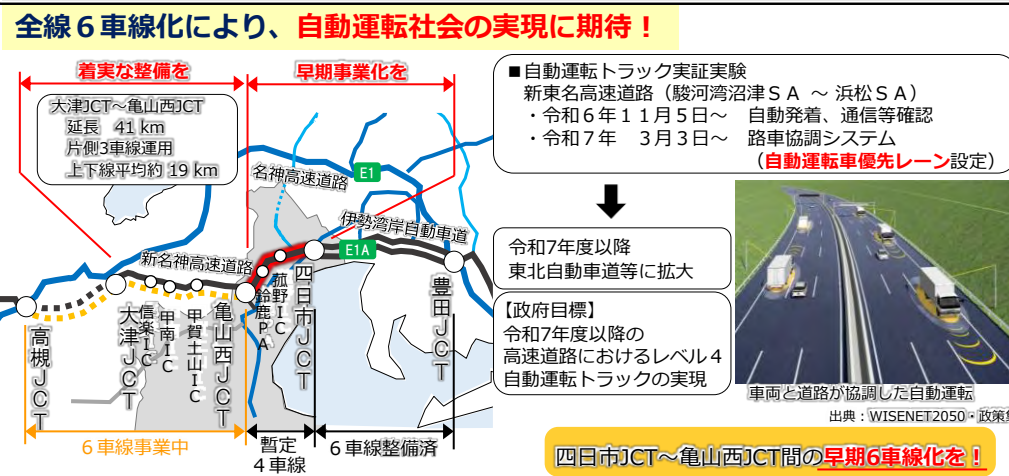 全線６車線化により、自動運転社会の実現に期待！
着実な整備を
早期事業化を
大津JCT～亀山西JCT
延長　41 km
片側3車線運用
上下線平均約 19 km
名神高速道路
E1
伊勢湾岸自動車道
E1A
新名神高速道路
高槻JCT
大津JCT
信楽IC
甲南IC
甲賀土山IC
亀山西JCT
鈴鹿PA
菰野IC
四日市JCT
豊田JCT
６車線事業中
暫定
４車線
６車線整備済
■自動運転トラック実証実験
新東名高速道路（駿河湾沼津ＳＡ ～ 浜松ＳＡ）
・令和６年１１月５日～　自動発着、通信等確認
・令和７年　３月３日～　路車協調システム
（自動運転車優先レーン設定）
令和7年度以降
東北自動車道等に拡大
【政府目標】
令和7年度以降の
高速道路におけるレベル４
自動運転トラックの実現
車両と道路が協調した自動運転
出典：WISENET2050・政策集
四日市JCT～亀山西JCT間の早期6車線化を！